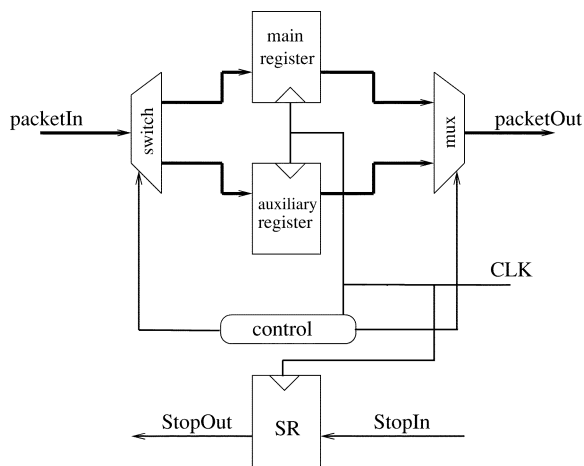 main
register
packetIn
switch
mux
packetOut
auxiliary
register
CLK
control
StopOut
SR
StopIn